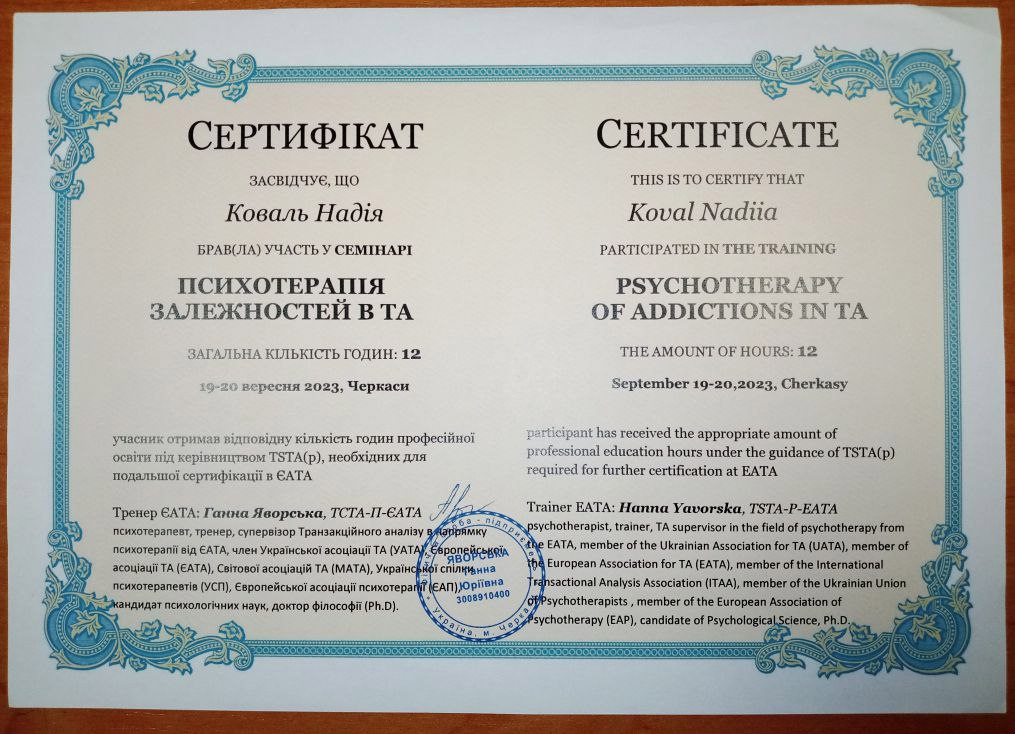 СЕРТИФІКАТ
ЗАСВІДЧУЄ, ЩО
Коваль Надія
БРАВ(ЛА) УЧАСТЬ У СЕМІНАРІ
ПСИХОТЕРАПІЯ
ЗАЛЕЖНОСТЕЙ В ТА
ЗАГАЛЬНА КІЛЬКІСТЬ ГОДИН: 12
19-20 вересня 2023, Черкаси
учасник отримав відповідну кількість годин професійної
освіти під керівництвом TSTA(p), необхідних для
подальшої сертифікації в ЄАТА
Тренер ЄАТА: Ганна Яворська, ТСТА-П-ЄАТА
психотерапевт, тренер, супервізор Транзакційного аналізу в напрямку
психотерапії від ЄАТА, член Української асоціації ТА (УАТА), Європейської
асоціації ТА (ЄАТА), Світової асоціацій ТА (МАТА), Української спілки
психотерапевтів (УСП), Європейської асоціації психотерапії (ЄАП),
кандидат психологічних наук, доктор філософії (Ph.D).
CERTIFICATE
THIS IS TO CERTIFY THAT
Koval Nadiia
PARTICIPATED IN THE TRAINING
PSYCHOTHERAPY
OF ADDICTIONS IN TA
THE AMOUNT OF HOURS: 12
September 19-20,2023, Cherkasy
participant has received the appropriate amount of
professional education hours under the guidance of TSTA(p)
required for further certification at EATA
Trainer EATA: Hanna Yavorska, TSTA-P-EATA
psychotherapist, trainer, TA supervisor in the field of psychotherapy from
the EATA, member of the Ukrainian Association for TA (UATA), member of
the European Association for TA (EATA), member of the International
Transactional Analysis Association (ITAA), member of the Ukrainian Union
of Psychotherapists , member of the European Association of
Psychotherapy (EAP), candidate of Psychological Science, Ph.D.
ЯВОРСЬКА
Ганна
Юріївна
3008910400
Україна, м.